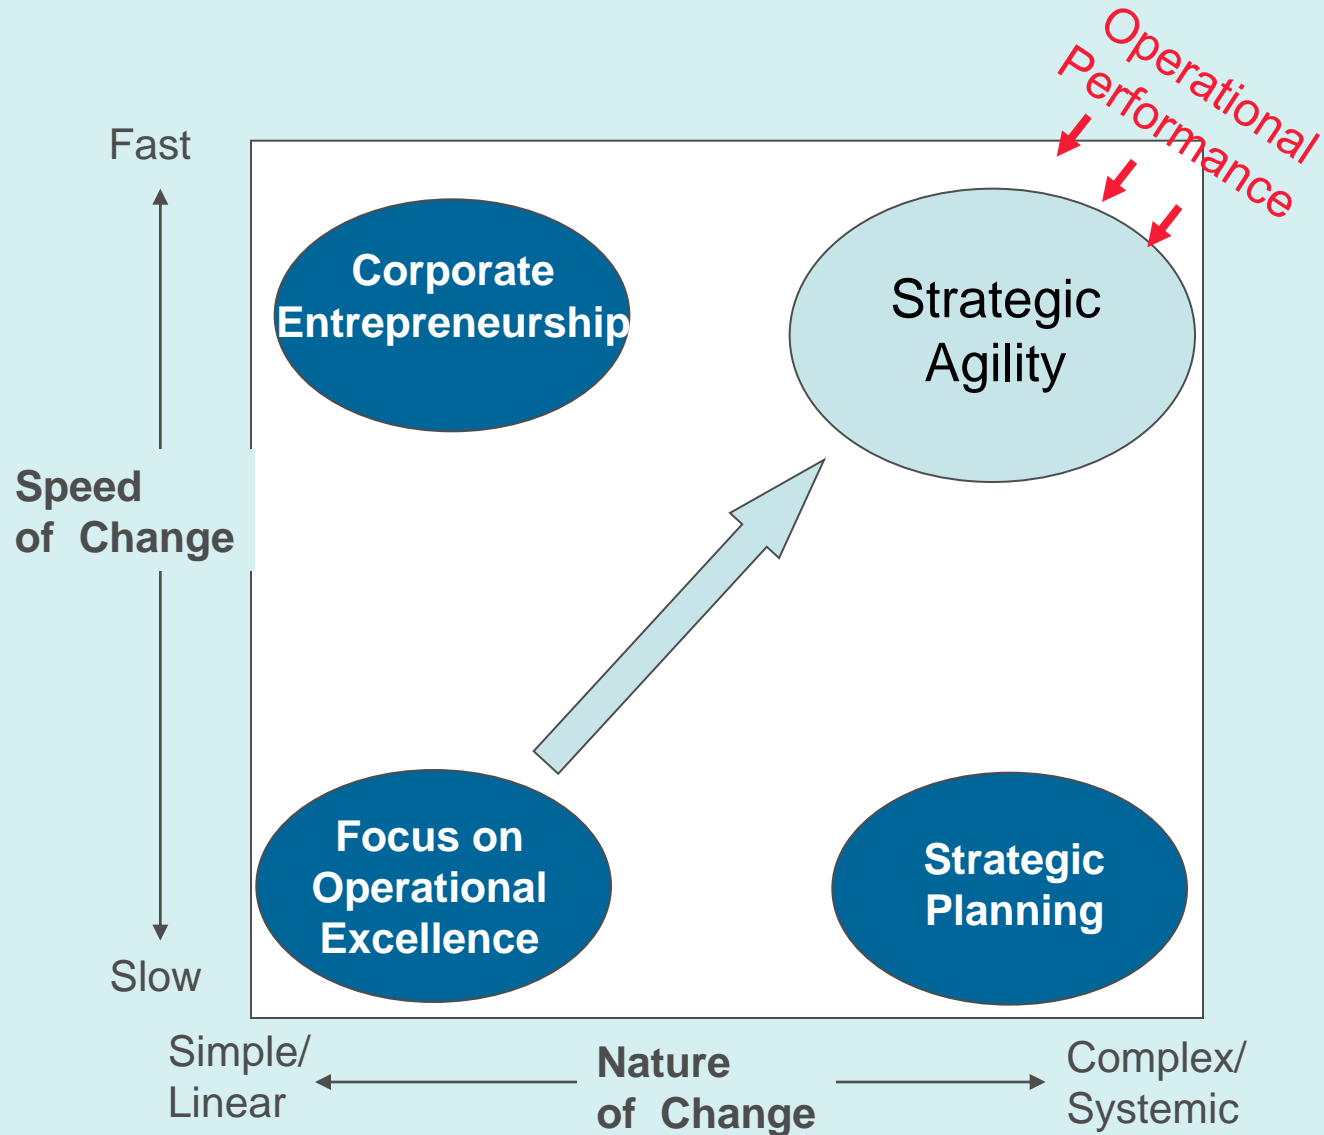 Operational
Performance
Fast
Corporate
Entrepreneurship
Strategic
Agility
Speed
of Change
Focus on
Operational
Excellence
Strategic
Planning
Slow
Simple/
Linear
Nature
of Change
Complex/
Systemic